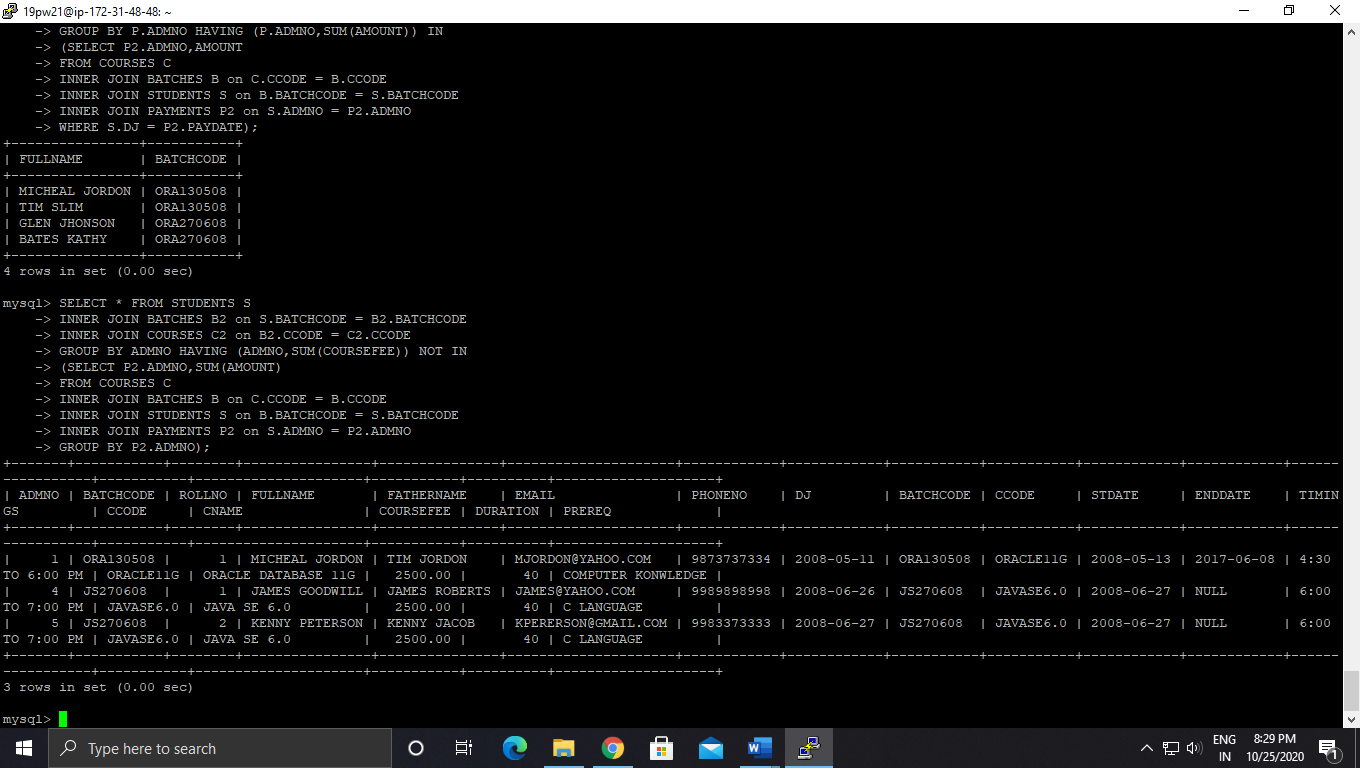 19pw21@ip-172-31-48-48: ~
-> GROUP BY P.ADMNO HAVING (P.ADMNO,SUM(AMOUNT)) IN
-> (SELECT P2.ADMNO,AMOUNT
-> FROM COURSES C
-> INNER JOIN BATCHES B on C.CCODE = B.CCODE
-> INNER JOIN STUDENTS S on B.BATCHCODE = S.BATCHCODE
-> INNER JOIN PAYMENTS P2 on S.ADMNO = P2.ADMNO
-> WHERE S.DJ = P2.PAYDATE);
+----------------+-----------+
| FULLNAME | BATCHCODE |
+----------------+-----------+
| MICHEAL JORDON | ORA130508 |
| TIM SLIM | ORA130508 |
| GLEN JHONSON | ORA270608 |
| BATES KATHY | ORA270608 |
+----------------+-----------+
4 rows in set (0.00 sec)
mysql> SELECT * FROM STUDENTS S
-> INNER JOIN BATCHES B2 on S.BATCHCODE = B2.BATCHCODE
-> INNER JOIN COURSES C2 on B2.CCODE = C2.CCODE
-> GROUP BY ADMNO HAVING (ADMNO,SUM(COURSEFEE)) NOT IN
-> (SELECT P2.ADMNO,SUM(AMOUNT)
-> FROM COURSES C
-> INNER JOIN BATCHES B on C.CCODE = B.CCODE
-> INNER JOIN STUDENTS S on B.BATCHCODE = S.BATCHCODE
-> INNER JOIN PAYMENTS P2 on S.ADMNO = P2.ADMNO
-> GROUP BY P2.ADMNO);
+-------+-----------+--------+----------------+---------------+---------------------+------------+------------+-----------+-----------+------------+------------+------
-----------+-----------+---------------------+-----------+----------+--------------------+
| ADMNO | BATCHCODE | ROLLNO | FULLNAME | FATHERNAME | EMAIL | PHONENO | DJ | BATCHCODE | CCODE | STDATE | ENDDATE | TIMIN
GS | CCODE | CNAME | COURSEFEE | DURATION | PREREQ |
+-------+-----------+--------+----------------+---------------+---------------------+------------+------------+-----------+-----------+------------+------------+------
-----------+-----------+---------------------+-----------+----------+--------------------+
| 1 | ORA130508 | 1 | MICHEAL JORDON | TIM JORDON | MJORDON@YAHOO.COM | 9873737334 | 2008-05-11 | ORA130508 | ORACLE11G | 2008-05-13 | 2017-06-08 | 4:30
TO 6:00 PM | ORACLE11G | ORACLE DATABASE 11G | 2500.00 | 40 | COMPUTER KONWLEDGE |
| 4 | JS270608 | 1 | JAMES GOODWILL | JAMES ROBERTS | JAMES@YAHOO.COM | 9989898998 | 2008-06-26 | JS270608 | JAVASE6.0 | 2008-06-27 | NULL | 6:00
TO 7:00 PM | JAVASE6.0 | JAVA SE 6.0 | 2500.00 | 40 | C LANGUAGE |
| 5 | JS270608 | 2 | KENNY PETERSON | KENNY JACOB | KPERERSON@GMAIL.COM | 9983373333 | 2008-06-27 | JS270608 | JAVASE6.0 | 2008-06-27 | NULL | 6:00
TO 7:00 PM | JAVASE6.0 | JAVA SE 6.0 | 2500.00 | 40 | C LANGUAGE |
+-------+-----------+--------+----------------+---------------+---------------------+------------+------------+-----------+-----------+------------+------------+------
-----------+-----------+---------------------+-----------+----------+--------------------+
3 rows in set (0.00 sec)
mysql>
Type here to search
ENG
IN
8:29 PM
10/25/2020
1